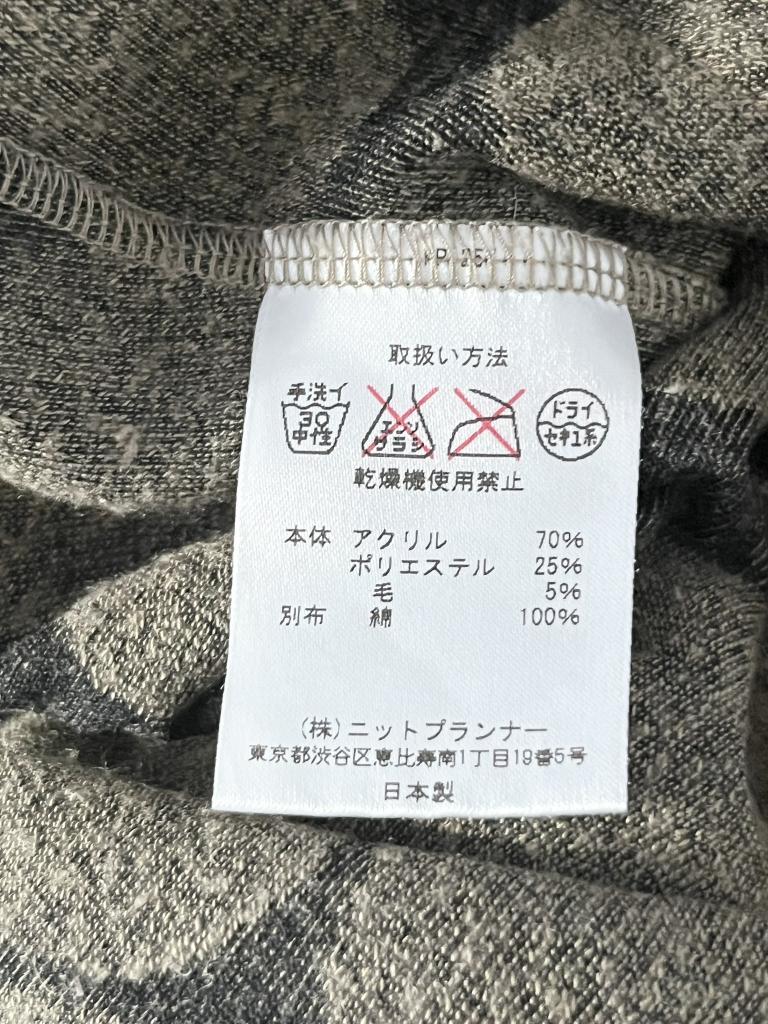 取扱い方法
手洗イ
30
中性
エンソ
サラシ
ドライ
セキユ系
乾燥機使用禁止
本体 アクリル 70%
ポリエステル 25%
毛 5%
別布 綿 100%
(株)ニットプランナー
東京都渋谷区恵比寿南1丁目19番5号
日本製